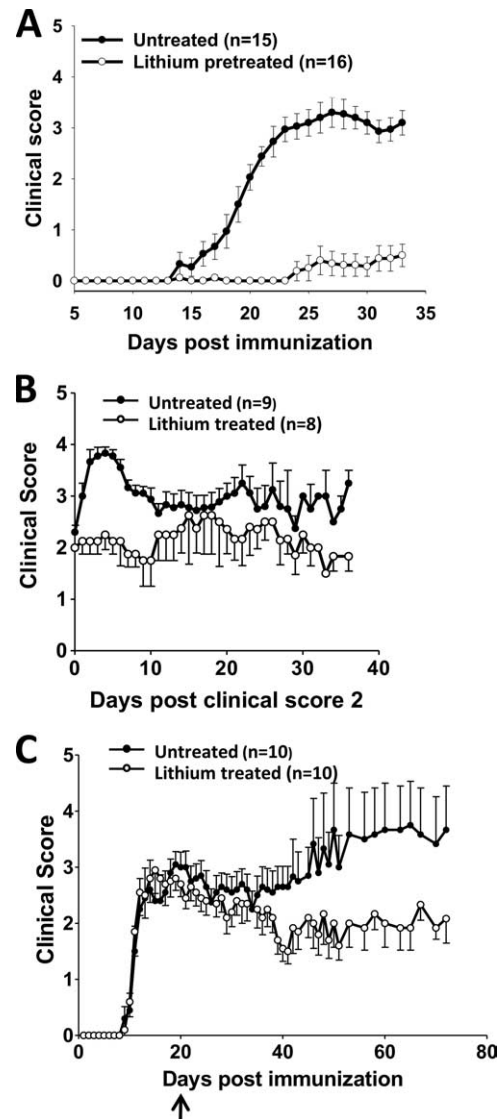 A
Untreated (n=15)
Lithium pretreated (n=16)
Clinical score
5
4
3
2
1
0
5 10 15 20 25 30 35
Days post immunization
B
Untreated (n=9)
Lithium treated (n=8)
Clinical Score
5
4
3
2
1
0
0 10 20 30 40
Days post clinical score 2
C
Untreated (n=10)
Lithium treated (n=10)
Clinical Score
5
4
3
2
1
0
0 20 40 60 80
Days post immunization